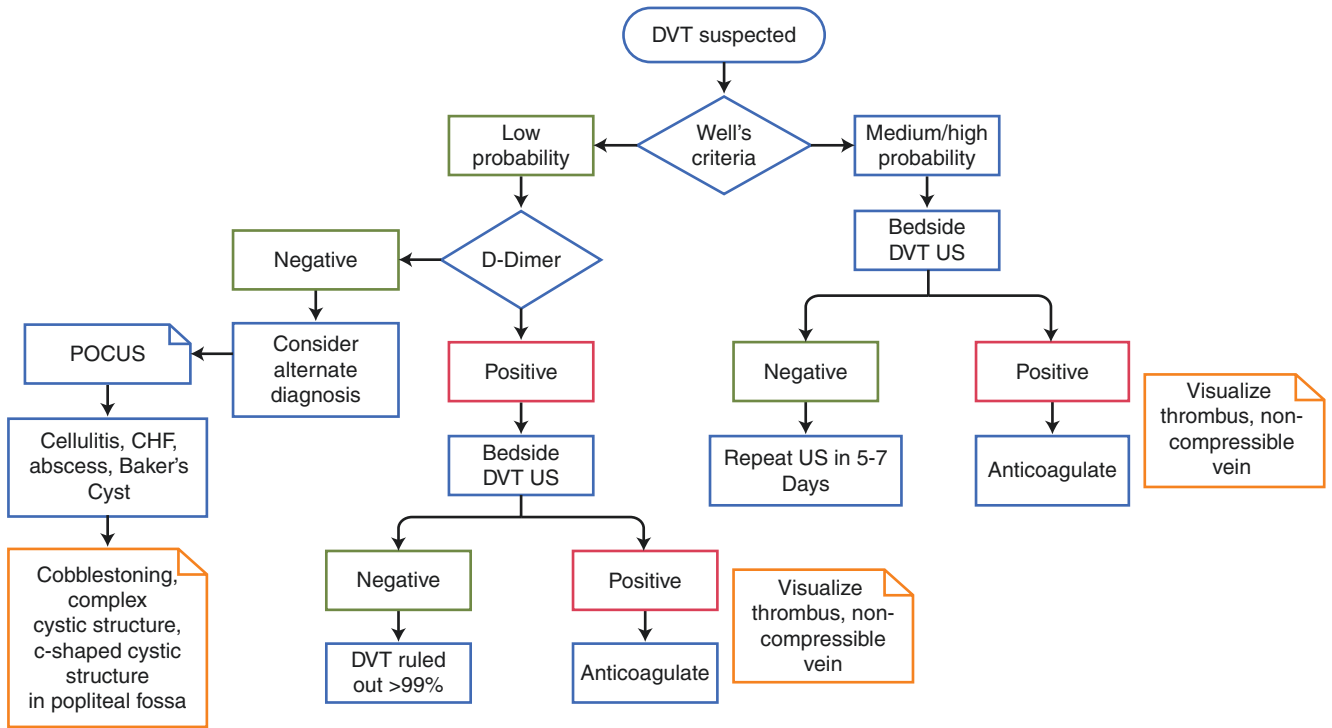 DVT suspected
Well's
criteria
Low
probability
Medium/high
probability
D-Dimer
Negative
Consider
alternate
diagnosis
POCUS
Cellulitis, CHF,
abscess, Baker's
Cyst
Cobblestoning,
complex
cystic structure,
c-shaped cystic
structure
in popliteal fossa
Positive
Bedside
DVT US
Negative
DVT ruled
out >99%
Positive
Anticoagulate
Visualize
thrombus, non-
compressible
vein
Bedside
DVT US
Negative
Repeat US in 5-7
Days
Positive
Anticoagulate
Visualize
thrombus, non-
compressible
vein